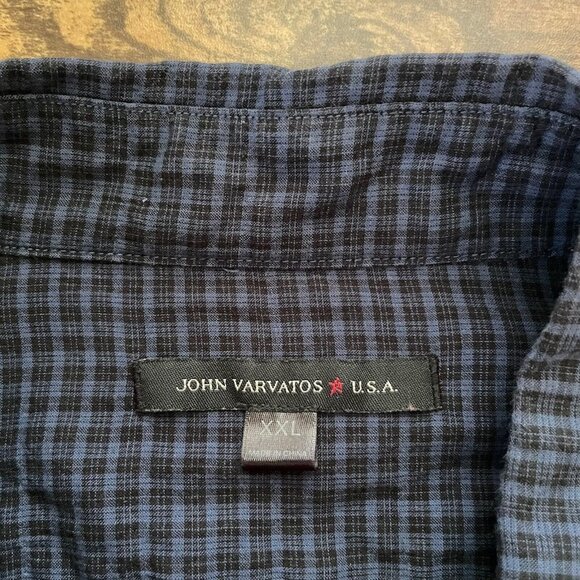 JOHN VARVATOS ★ U.S.A.
XXL
MADE IN CHINA